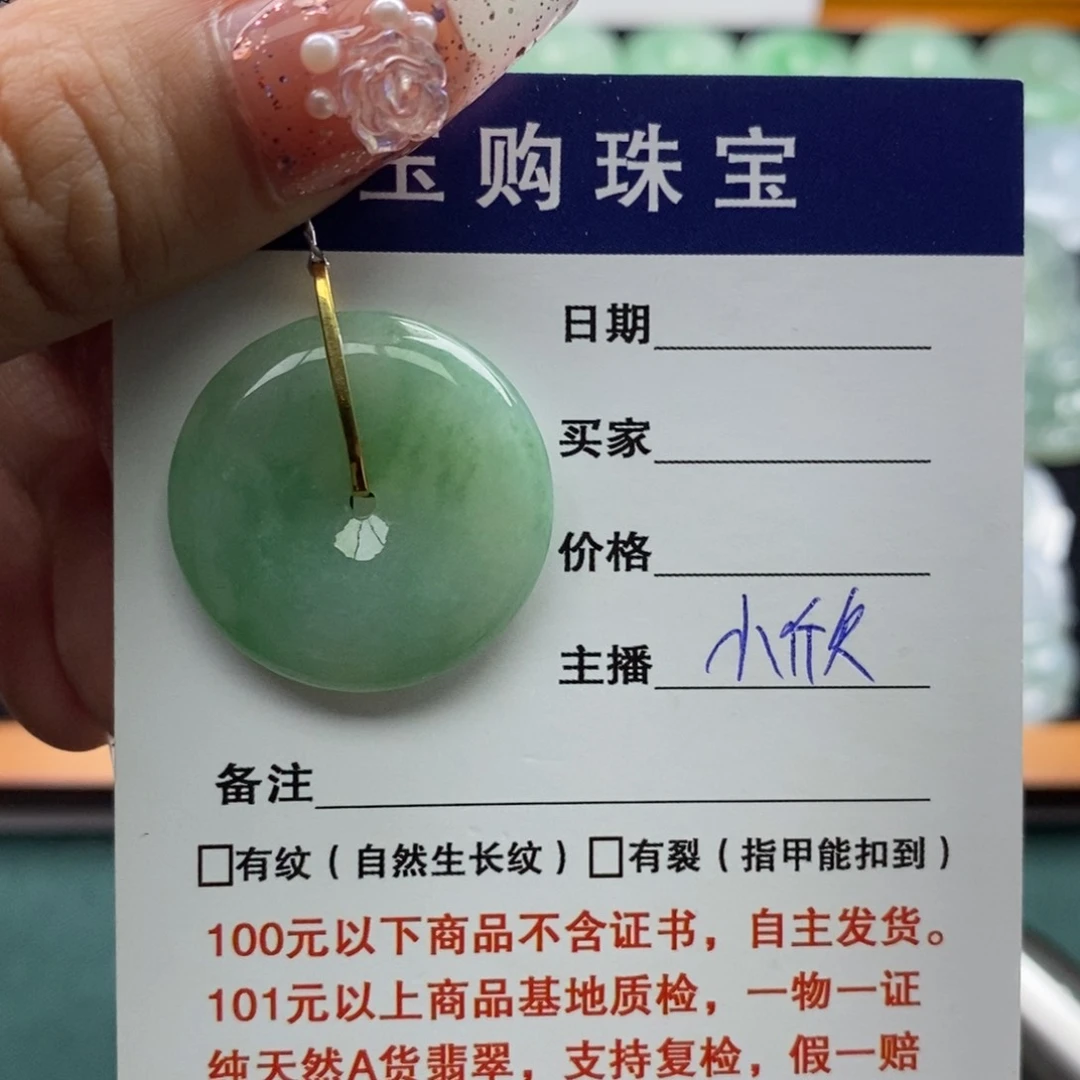 购珠宝
日期
买家
价格
主播 小欣
备注
□有纹（自然生长纹）□有裂（指甲能扣到）
100元以下商品不含证书，自主发货。
101元以上商品基地质检，一物一证
纯天然A货翡翠，支持复检，假一赔